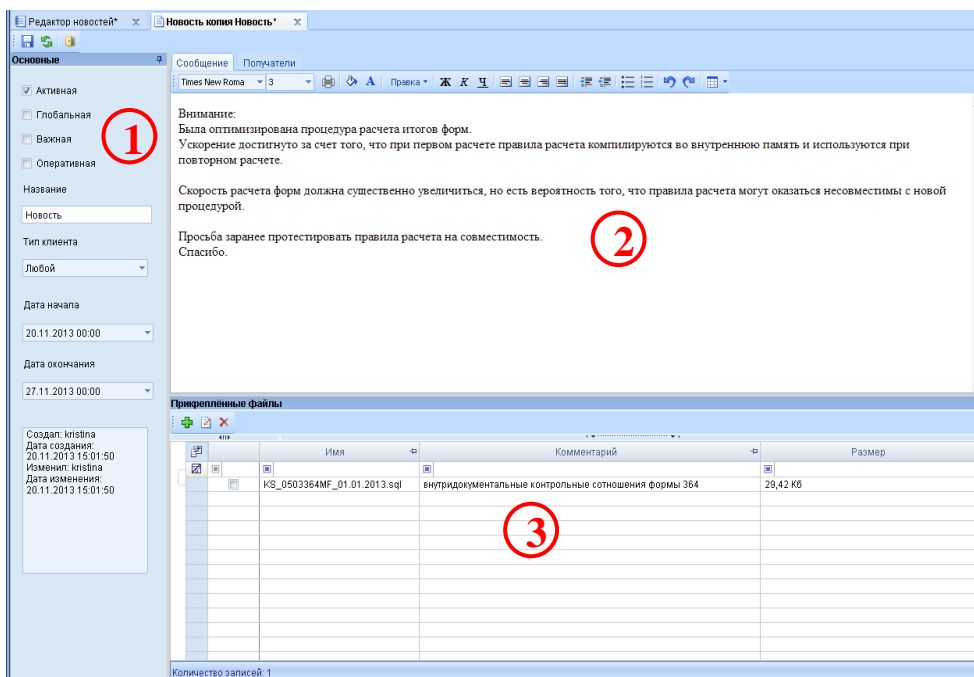 Редактор новостей* x
Новость копия Новость* x
Основные
Активная
Глобальная
Важная
Оперативная
Название
Новость
Тип клиента
Любой
Дата начала
20.11.2013 00:00
Дата окончания
27.11.2013 00:00
Создал: kristina
Дата создания:
20.11.2013 15:01:50
Изменил: kristina
Дата изменения:
20.11.2013 15:01:50
1
Сообщение Получатели
Times New Roma 3 A Правка Ж К Ч
Внимание:
Была оптимизирована процедура расчета итогов форм.
Ускорение достигнуто за счет того, что при первом расчете правила расчета компилируются во внутреннюю память и используются при
повторном расчете.
Скорость расчета форм должна существенно увеличиться, но есть вероятность того, что правила расчета могут оказаться несовместимы с новой
процедурой.
Просьба заранее протестировать правила расчета на совместимость.
Спасибо.
2
Прикреплённые файлы
Имя Комментарий Размер
KS_0503364MF_01.01.2013.sql внутридокументальные контрольные сотношения формы 364 29,42 Кб
3
Количество записей: 1